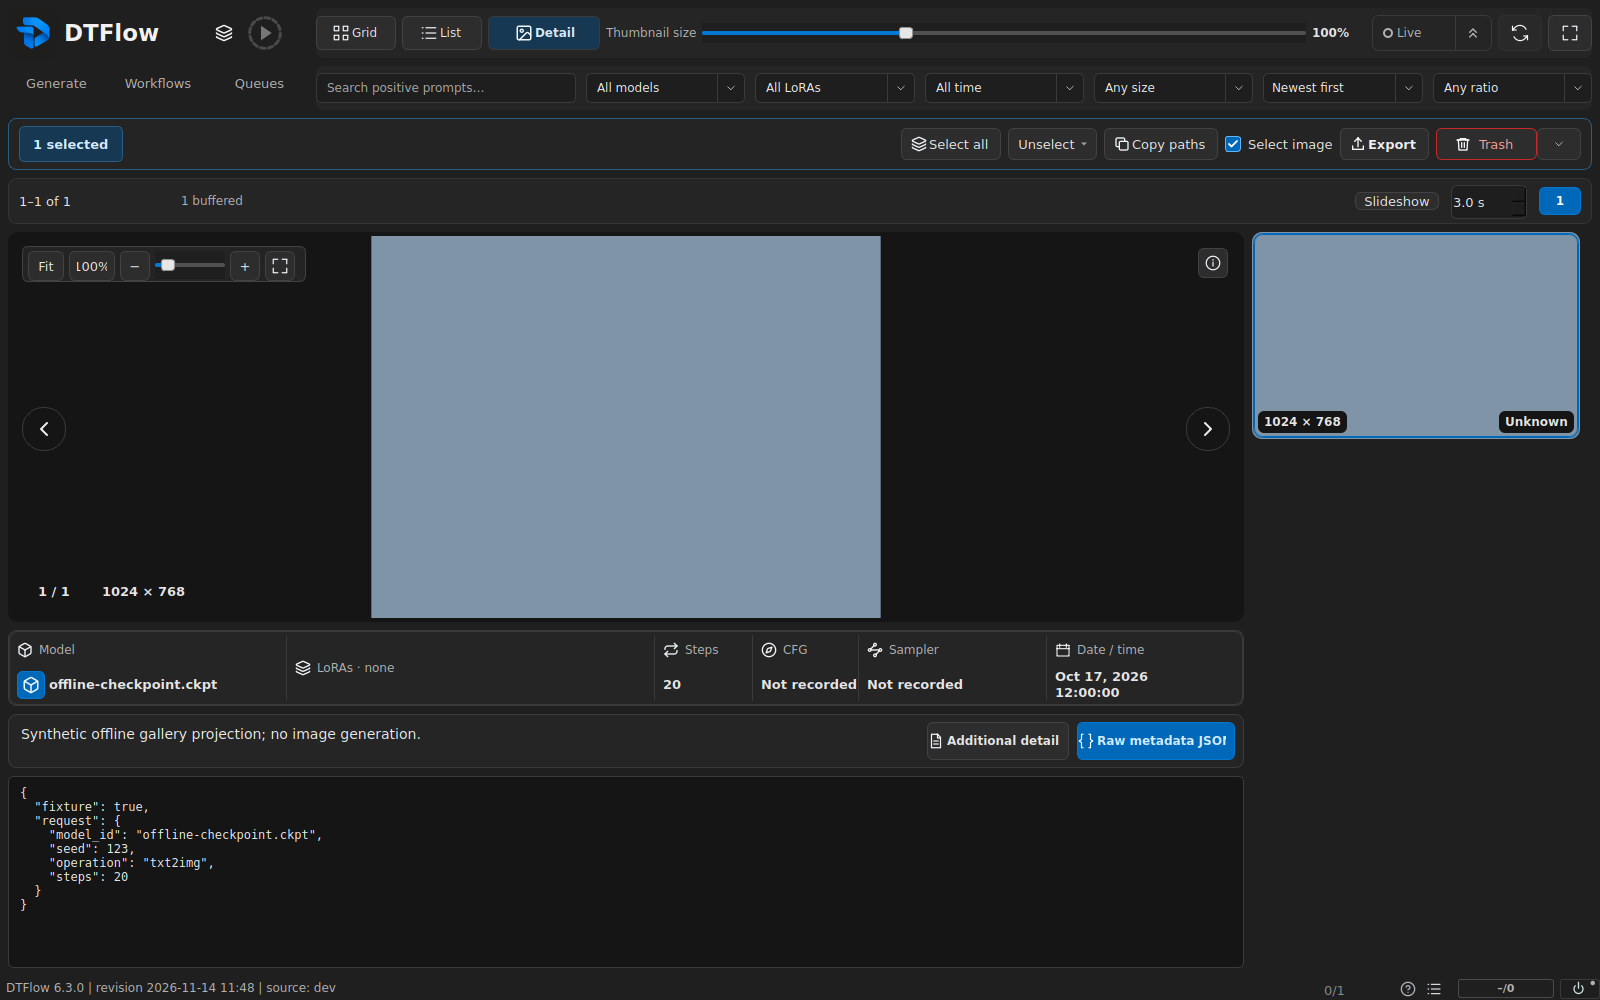 DTFlow
Grid
List
Detail
Thumbnail size
100%
Live
Generate
Workflows
Queues
Search positive prompts...
All models
All LoRAs
All time
Any size
Newest first
Any ratio
1 selected
Select all
Unselect
Copy paths
Select image
Export
Trash
1–1 of 1
1 buffered
Slideshow
3.0 s
1
Fit
100%
1024 × 768
Unknown
1 / 1
1024 × 768
Model
offline-checkpoint.ckpt
LoRAs · none
Steps
20
CFG
Not recorded
Sampler
Not recorded
Date / time
Oct 17, 2026
12:00:00
Synthetic offline gallery projection; no image generation.
Additional detail
Raw metadata JSON
{
  "fixture": true,
  "request": {
    "model_id": "offline-checkpoint.ckpt",
    "seed": 123,
    "operation": "txt2img",
    "steps": 20
  }
}
DTFlow 6.3.0 | revision 2026-11-14 11:48 | source: dev
0/1
–/0